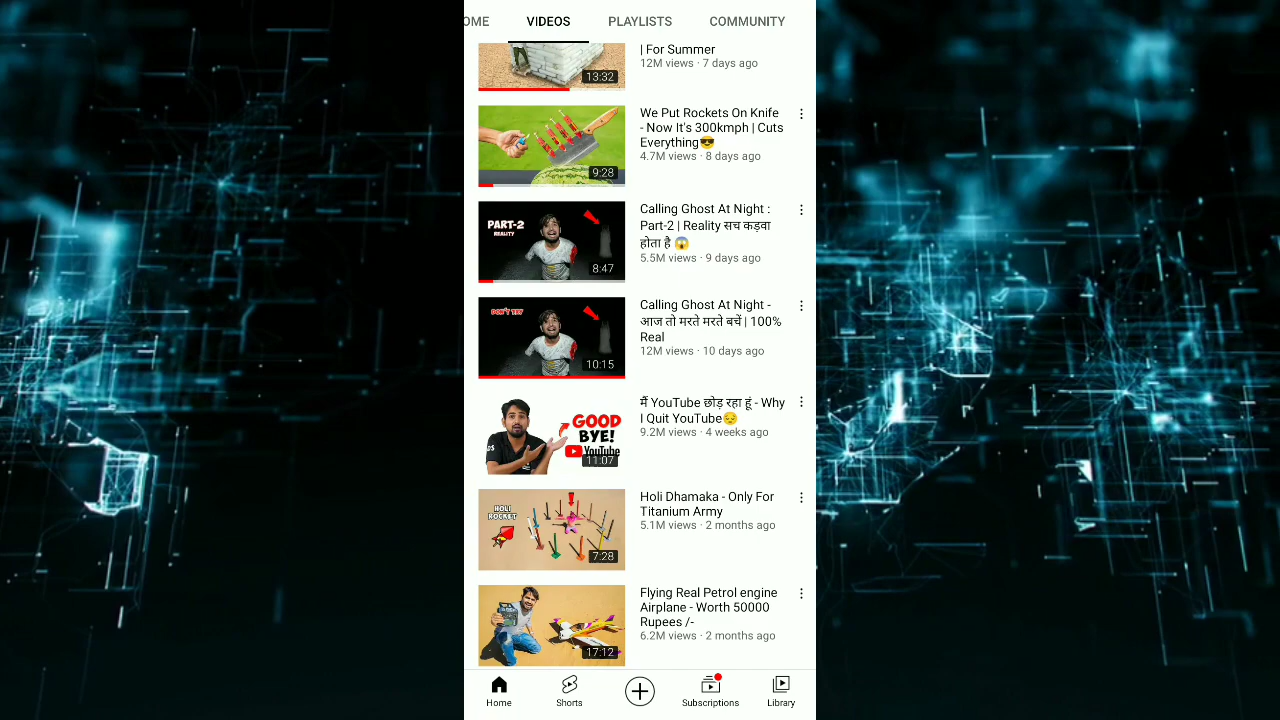 OME VIDEOS PLAYLISTS COMMUNITY
13:32
| For Summer
12M views · 7 days ago
9:28
We Put Rockets On Knife
- Now It's 300kmph | Cuts
Everything😎
4.7M views · 8 days ago
PART-2
REALITY
8:47
Calling Ghost At Night :
Part-2 | Reality सच कड़वा
होता है 😱
5.5M views · 9 days ago
DON'T TRY
10:15
Calling Ghost At Night -
आज तो मरते मरते बचें | 100%
Real
12M views · 10 days ago
GOOD
BYE!
YouTube
11:07
मैं YouTube छोड़ रहा हूं - Why
I Quit YouTube😔
9.2M views · 4 weeks ago
HOLI
ROCKET
7:28
Holi Dhamaka - Only For
Titanium Army
5.1M views · 2 months ago
17:12
Flying Real Petrol engine
Airplane - Worth 50000
Rupees /-
6.2M views · 2 months ago
Home Shorts Subscriptions Library